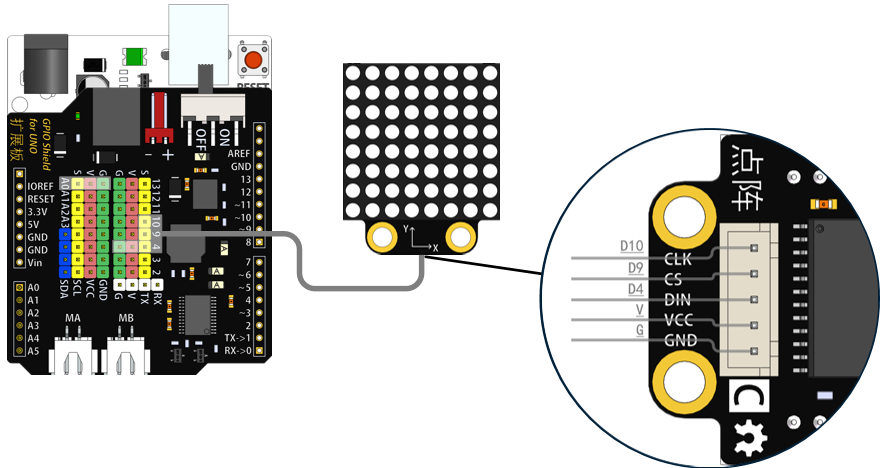 RESET
GPIO Shield
for UNO
扩展板
OFF
ON
- +
IOREF
RESET
3.3V
5V
GND
GND
Vin
A0
A1
A2
A3
A4
A5
S
V
G
A0
A1
A2
A3
SDA
SCL
VCC
GND
G
V
S
13
12
11
10
9
4
3
2
G
V
TX
RX
A
A
A
A
AREF
GND
13
12
~11
~10
~9
8
7
~6
~5
4
~3
2
TX->1
RX->0
MA
MB
Y
X
点阵
D10
CLK
D9
CS
D4
DIN
V
VCC
G
GND
C